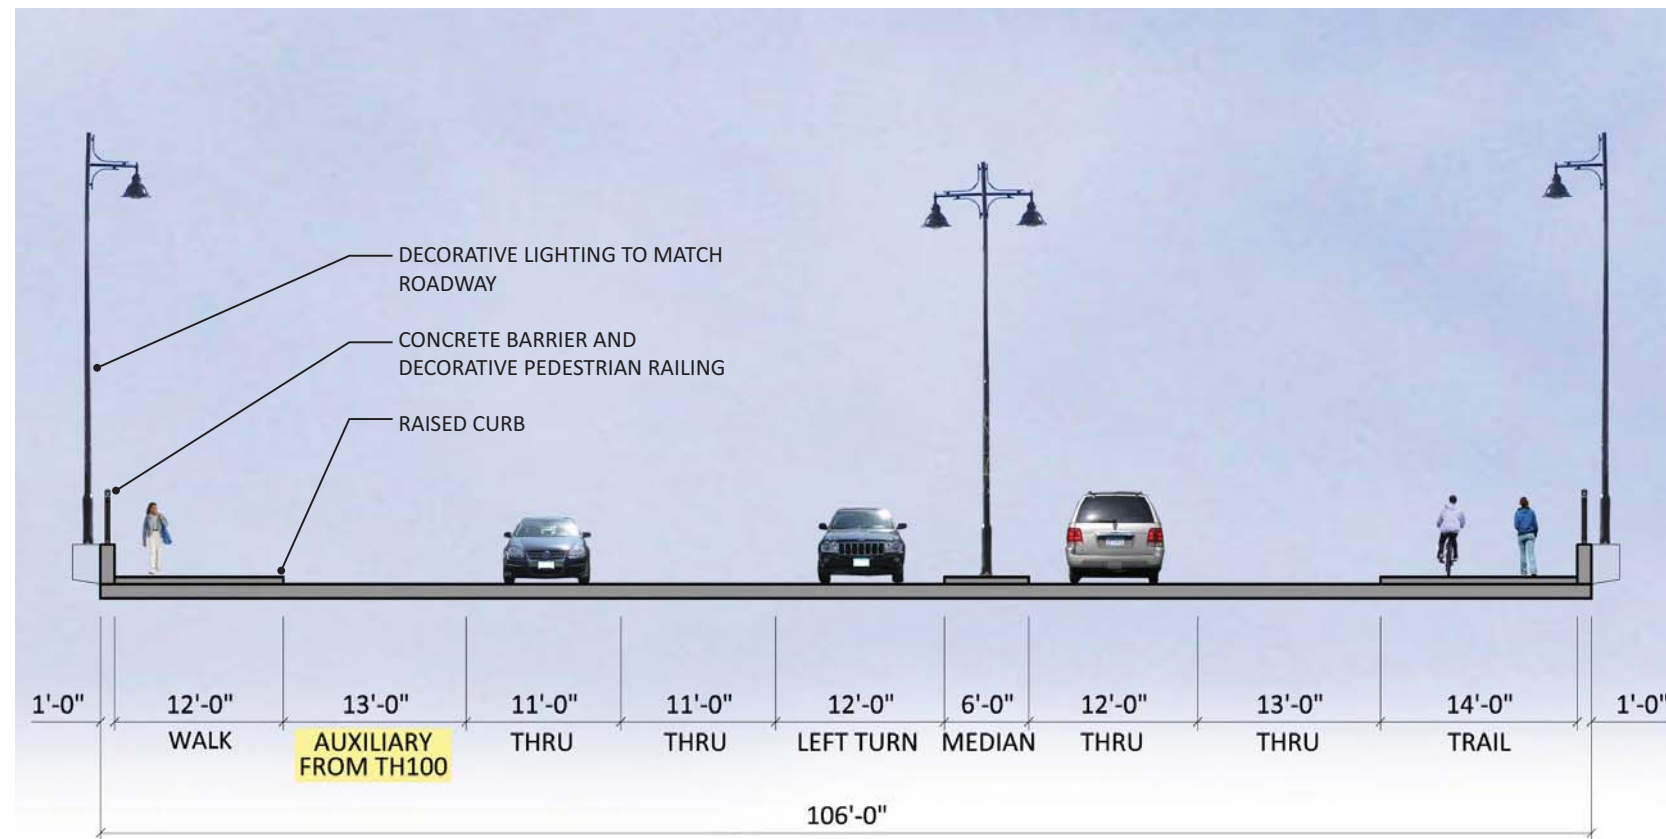 DECORATIVE LIGHTING TO MATCH
ROADWAY
CONCRETE BARRIER AND
DECORATIVE PEDESTRIAN RAILING
RAISED CURB
1'-0" 12'-0" 13'-0" 11'-0" 11'-0" 12'-0" 6'-0" 12'-0" 13'-0" 14'-0" 1'-0"
WALK AUXILIARY THRU THRU LEFT TURN MEDIAN THRU THRU TRAIL
FROM TH100
106'-0"